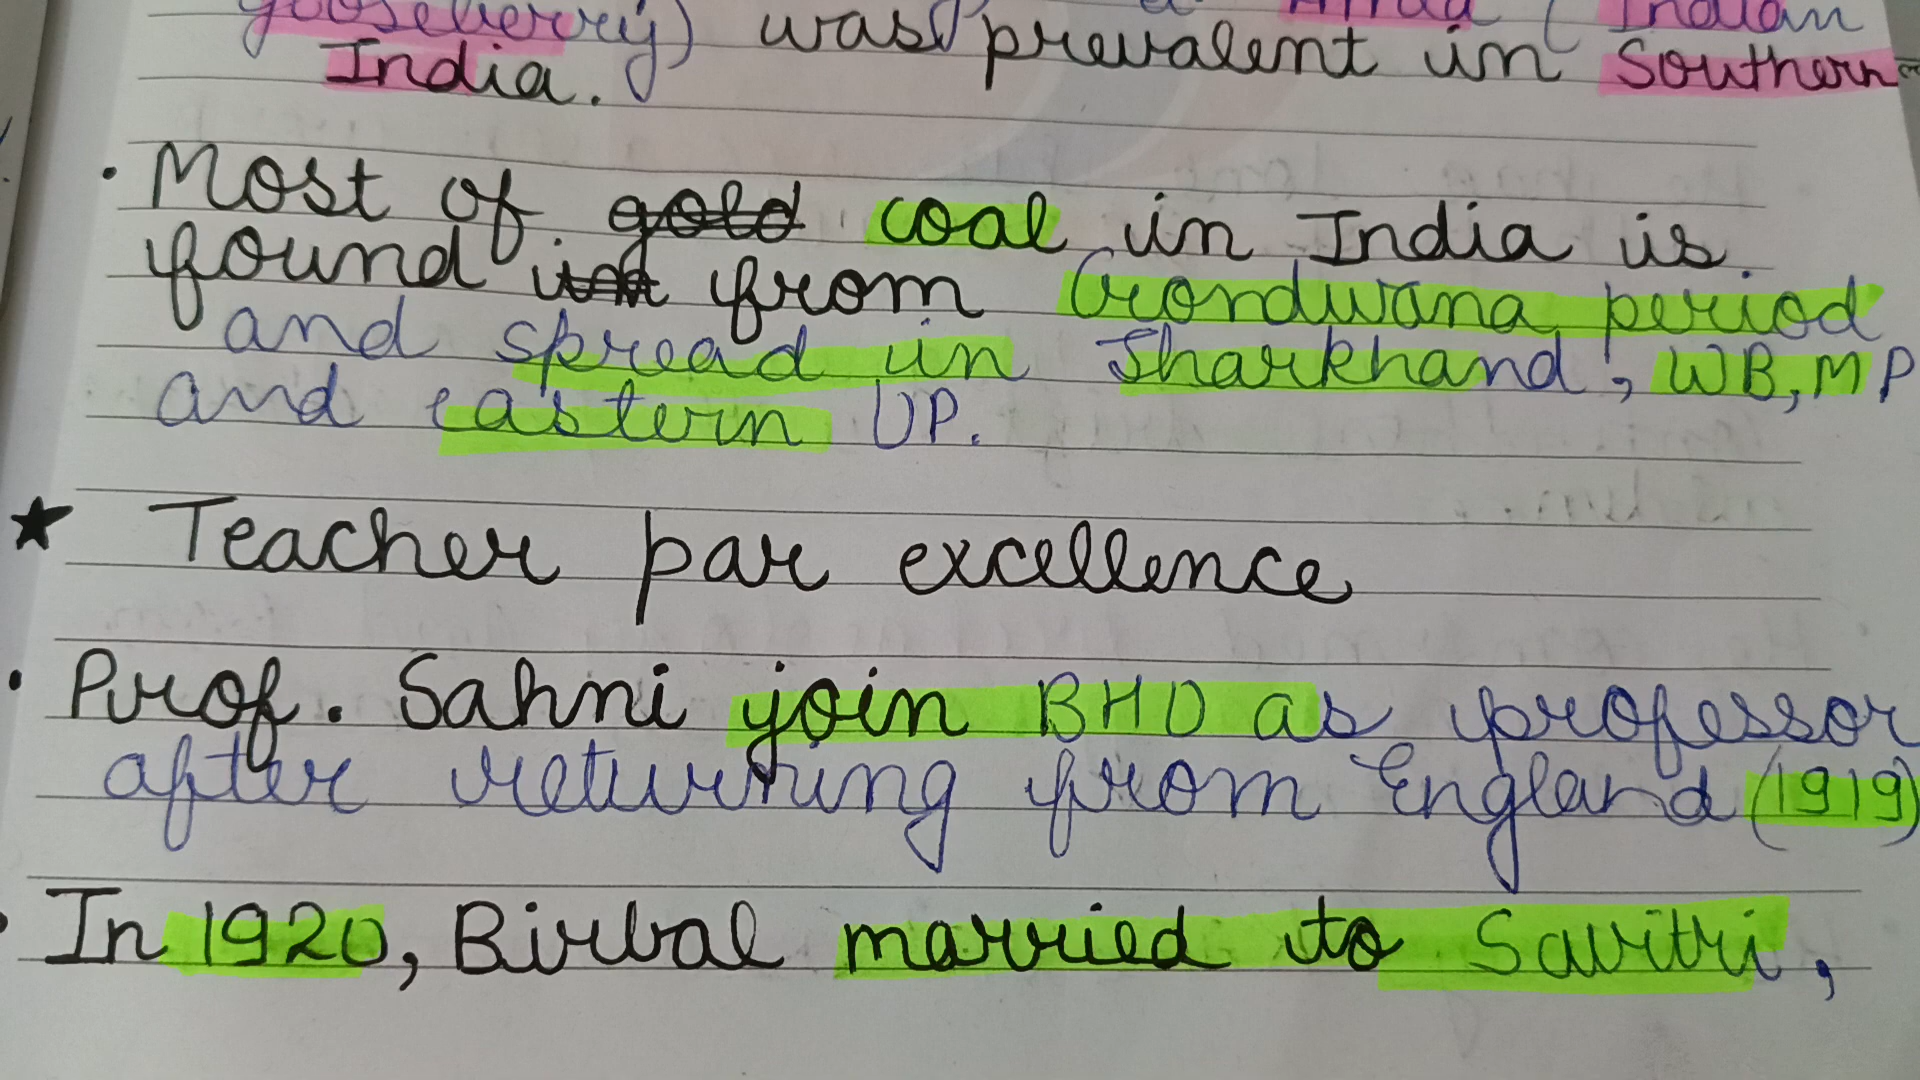 gooseberry) was prevalent in Southern
India.
. Most of gold coal in India is
found from Gondwana period
and spread in Jharkhand, WB, MP
and eastern UP.
★ Teacher par excellence
. Prof. Sahni join BHU as professor
after returning from England (1919)
. In 1920, Birbal married to Savitri,